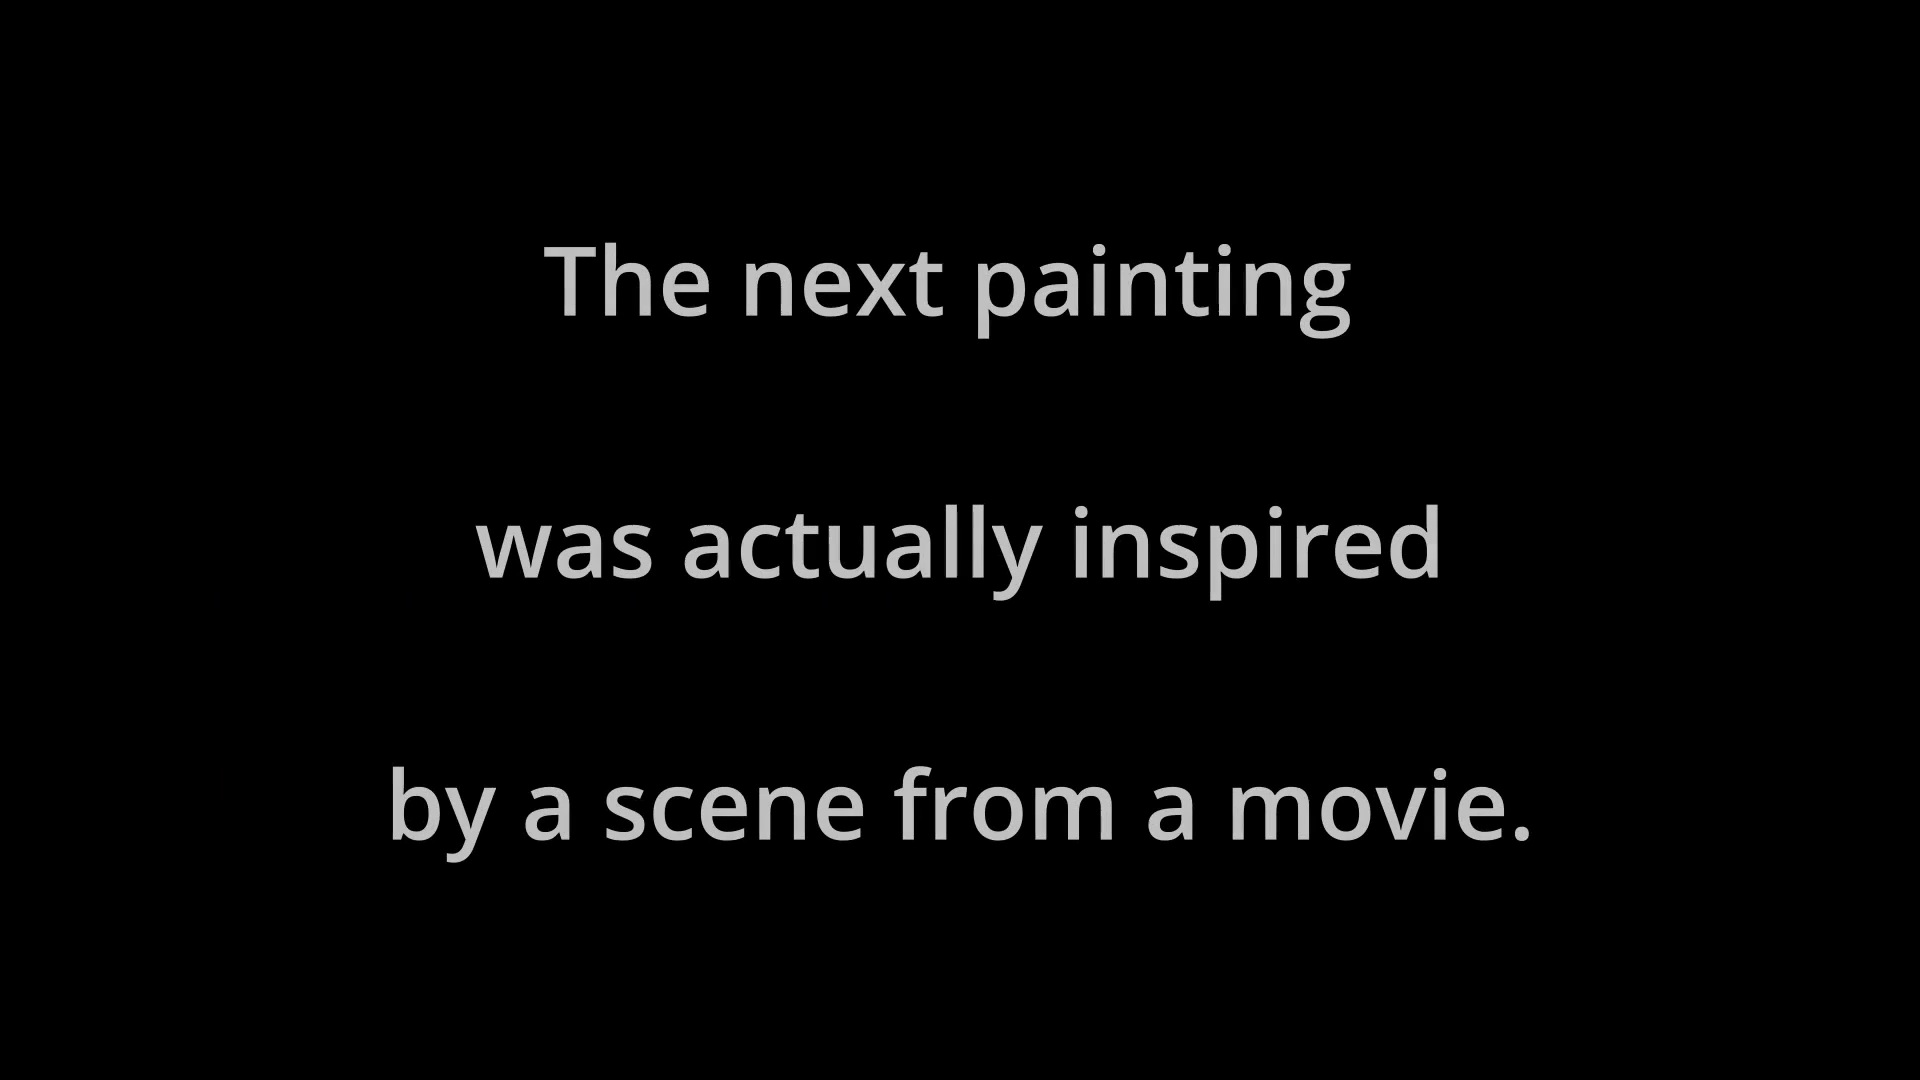 The next painting
was actually inspired
by a scene from a movie.